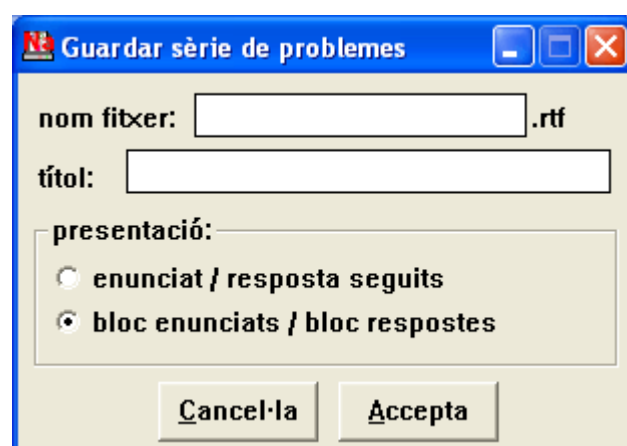 Guardar sèrie de problemes
nom fitxer: .rtf
títol:
presentació:
enunciat / resposta seguits
bloc enunciats / bloc respostes
Cancel·la Accepta